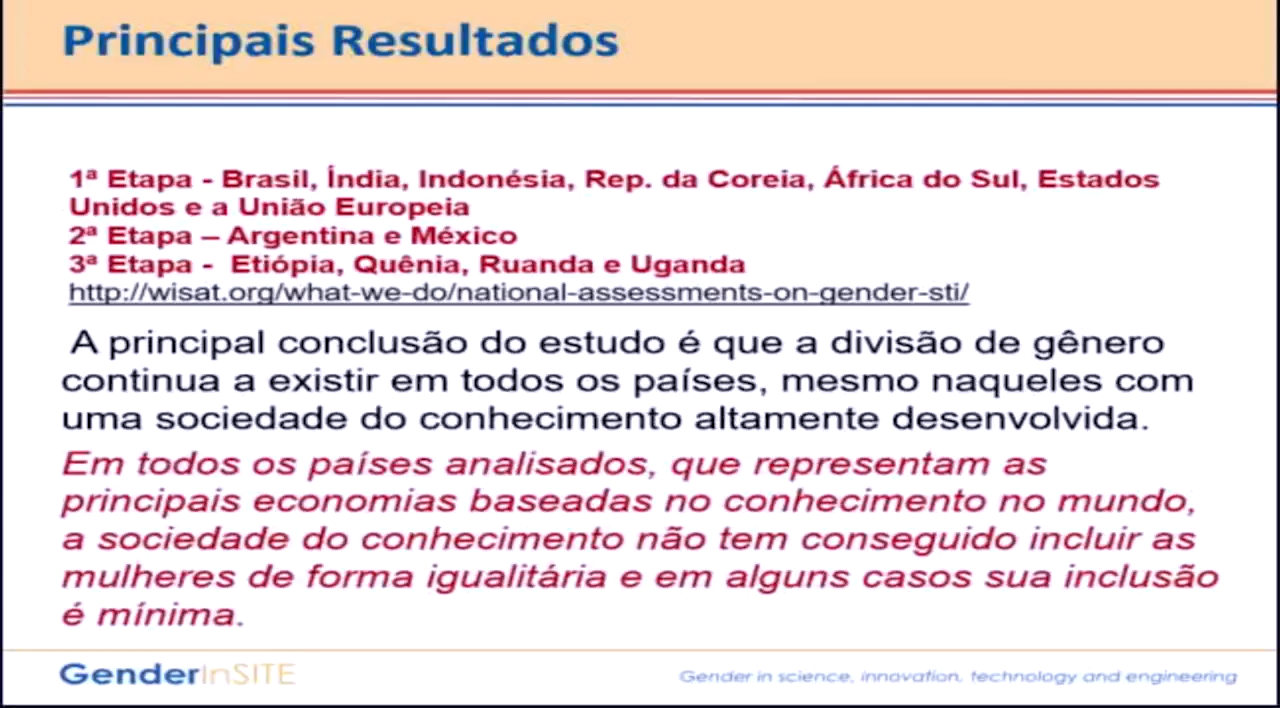 Principais Resultados
1ª Etapa - Brasil, Índia, Indonésia, Rep. da Coreia, África do Sul, Estados
Unidos e a União Europeia
2ª Etapa – Argentina e México
3ª Etapa - Etiópia, Quênia, Ruanda e Uganda
http://wisat.org/what-we-do/national-assessments-on-gender-sti/
A principal conclusão do estudo é que a divisão de gênero
continua a existir em todos os países, mesmo naqueles com
uma sociedade do conhecimento altamente desenvolvida.
Em todos os países analisados, que representam as
principais economias baseadas no conhecimento no mundo,
a sociedade do conhecimento não tem conseguido incluir as
mulheres de forma igualitária e em alguns casos sua inclusão
é mínima.
GenderInSITE
Gender in science, innovation, technology and engineering